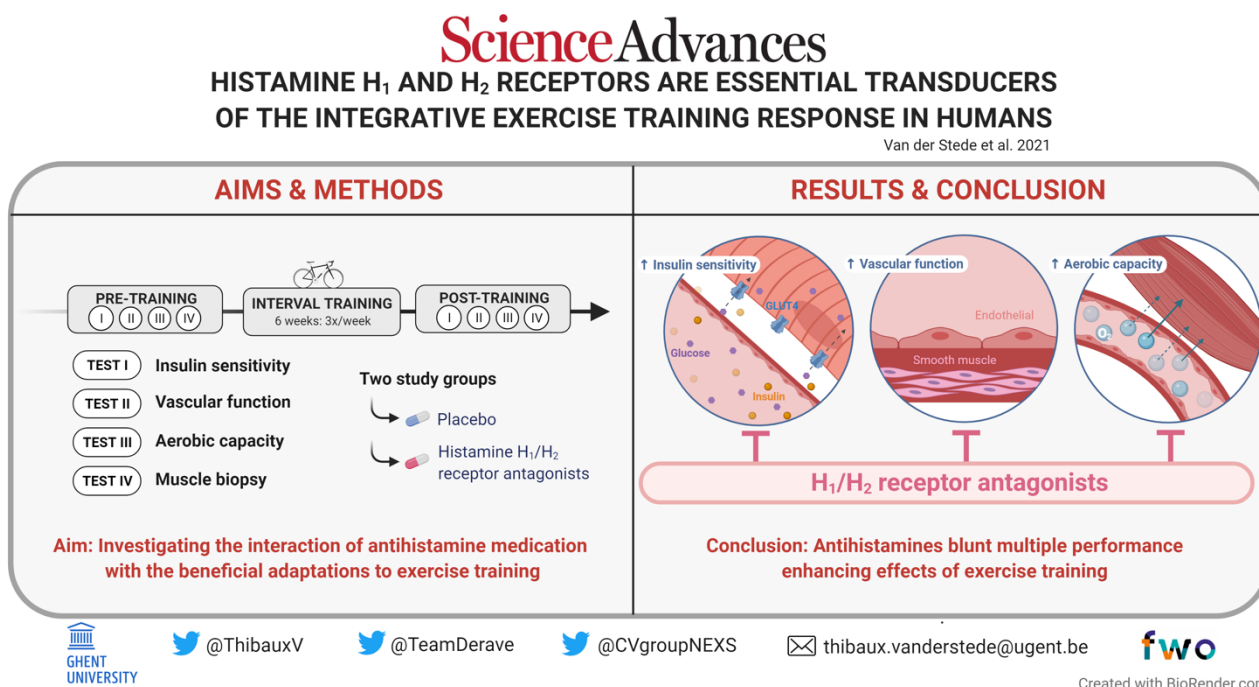 Science Advances
HISTAMINE H₁ AND H₂ RECEPTORS ARE ESSENTIAL TRANSDUCERS
OF THE INTEGRATIVE EXERCISE TRAINING RESPONSE IN HUMANS
Van der Stede et al. 2021
AIMS & METHODS
PRE-TRAINING
I II III IV
INTERVAL TRAINING
6 weeks: 3x/week
POST-TRAINING
I II III IV
TEST I Insulin sensitivity
TEST II Vascular function
TEST III Aerobic capacity
TEST IV Muscle biopsy
Two study groups
Placebo
Histamine H₁/H₂
receptor antagonists
Aim: Investigating the interaction of antihistamine medication
with the beneficial adaptations to exercise training
RESULTS & CONCLUSION
↑ Insulin sensitivity
GLUT4
Glucose
Insulin
↑ Vascular function
Endothelial
Smooth muscle
↑ Aerobic capacity
O₂
H₁/H₂ receptor antagonists
Conclusion: Antihistamines blunt multiple performance
enhancing effects of exercise training
GHENT
UNIVERSITY
@ThibauxV
@TeamDerave
@CVgroupNEXS
thibaux.vanderstede@ugent.be
fwo
Created with BioRender.com